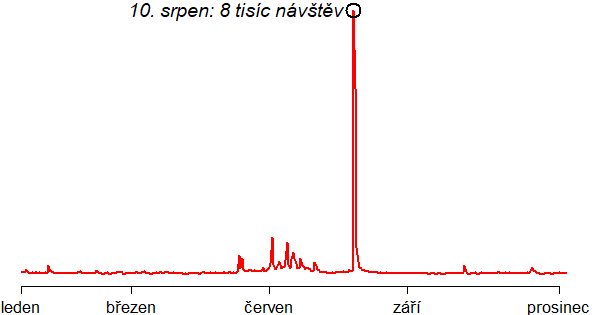 10. srpen: 8 tisíc návštěv
leden březen červen září prosinec